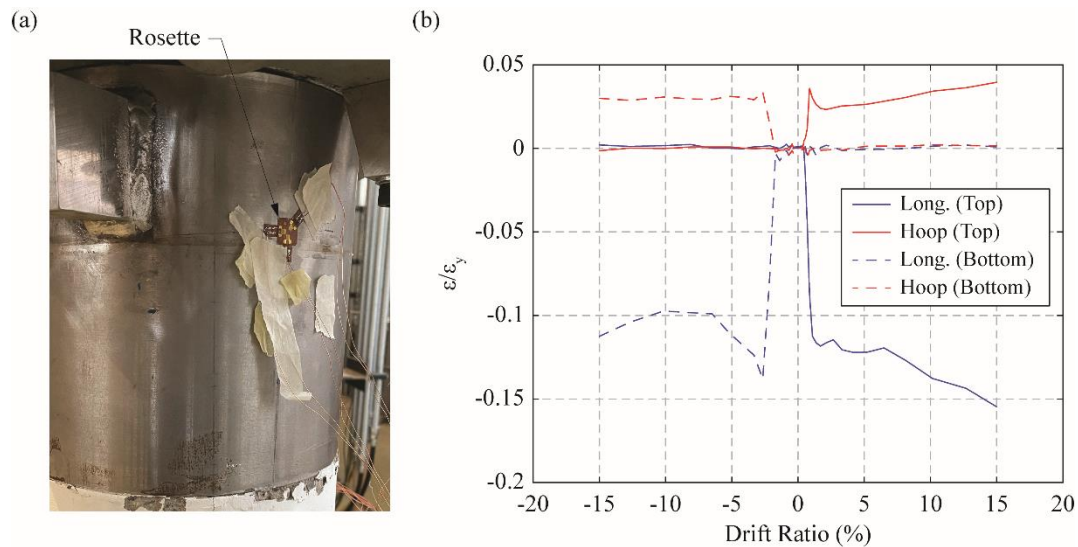 (a)
Rosette
(b)
0.05
0
-0.05
-0.1
-0.15
-0.2
ε/εy
-20 -15 -10 -5 0 5 10 15 20
Drift Ratio (%)
Long. (Top)
Hoop (Top)
Long. (Bottom)
Hoop (Bottom)